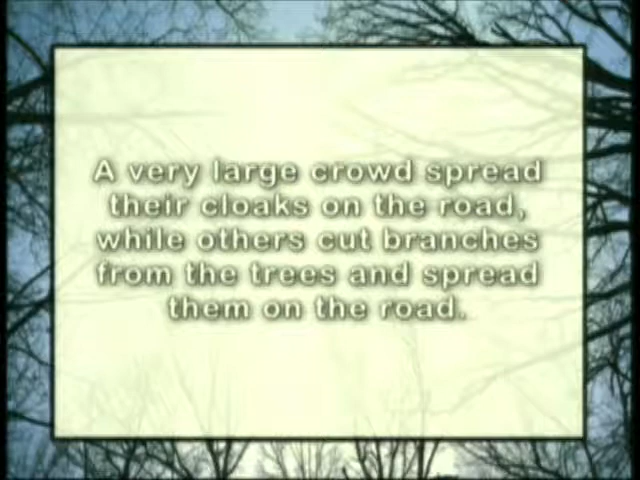 A very large crowd spread
their cloaks on the road,
while others cut branches
from the trees and spread
them on the road.